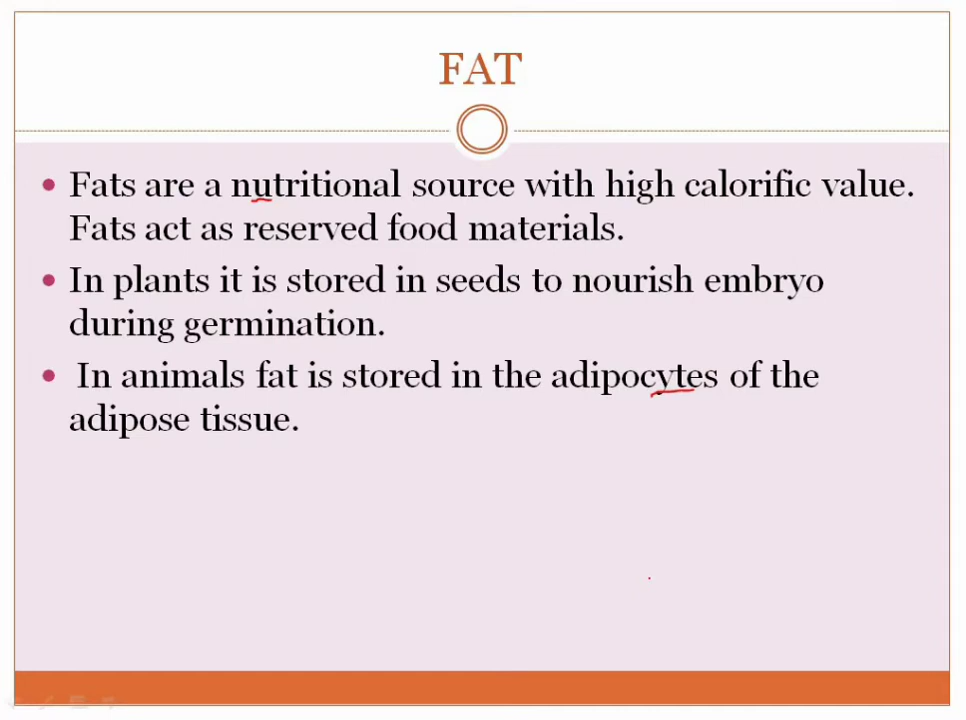 FAT
• Fats are a nutritional source with high calorific value.
Fats act as reserved food materials.
• In plants it is stored in seeds to nourish embryo
during germination.
• In animals fat is stored in the adipocytes of the
adipose tissue.